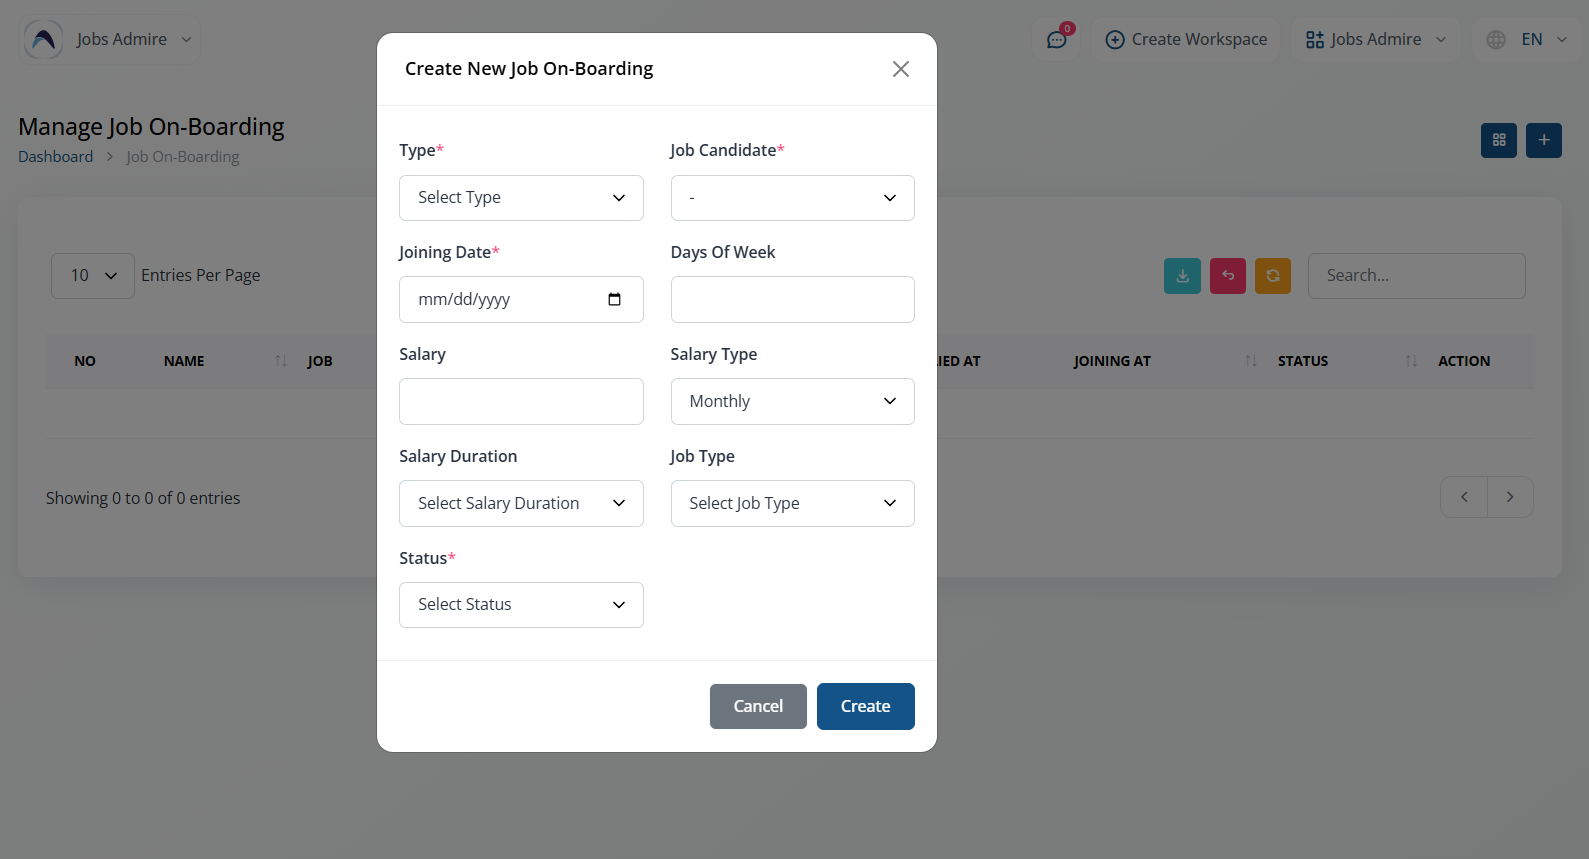 Jobs Admire
0
Create Workspace
Jobs Admire
EN
Manage Job On-Boarding
Dashboard > Job On-Boarding
10 Entries Per Page
Search...
NO NAME JOB JOINING AT STATUS ACTION
Showing 0 to 0 of 0 entries
Create New Job On-Boarding
Type* Job Candidate*
Select Type -
Joining Date* Days Of Week
mm/dd/yyyy
Salary Salary Type
Monthly
Salary Duration Job Type
Select Salary Duration Select Job Type
Status*
Select Status
Cancel Create